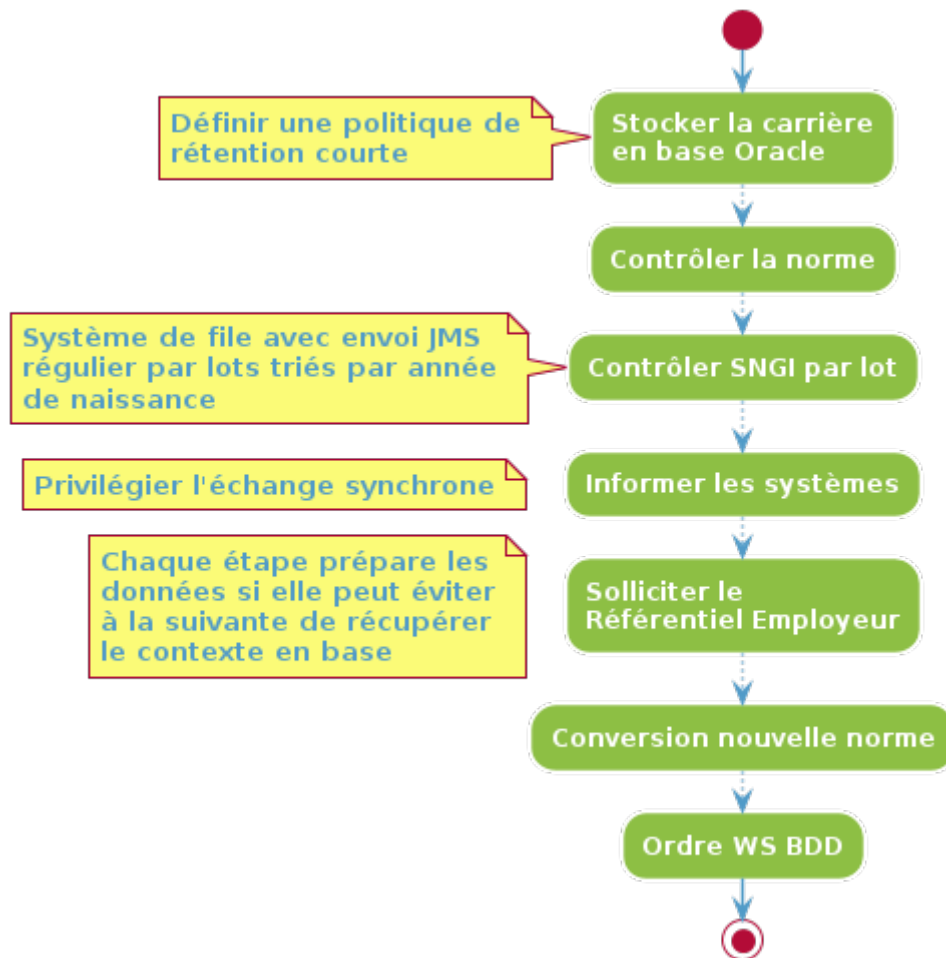 Définir une politique de
rétention courte
Stocker la carrière
en base Oracle
Contrôler la norme
Système de file avec envoi JMS
régulier par lots triés par année
de naissance
Contrôler SNGI par lot
Privilégier l'échange synchrone
Informer les systèmes
Chaque étape prépare les
données si elle peut éviter
à la suivante de récupérer
le contexte en base
Solliciter le
Référentiel Employeur
Conversion nouvelle norme
Ordre WS BDD